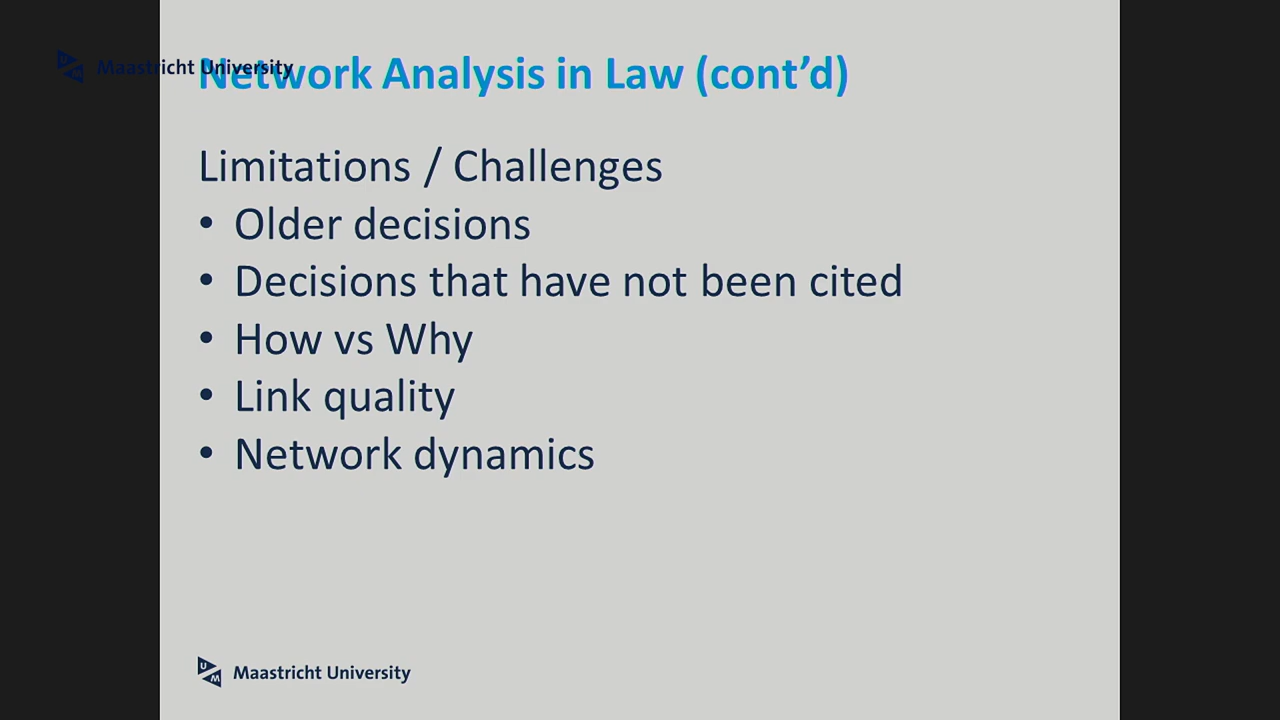 Maastricht University
Network Analysis in Law (cont’d)
Limitations / Challenges
• Older decisions
• Decisions that have not been cited
• How vs Why
• Link quality
• Network dynamics
UM Maastricht University